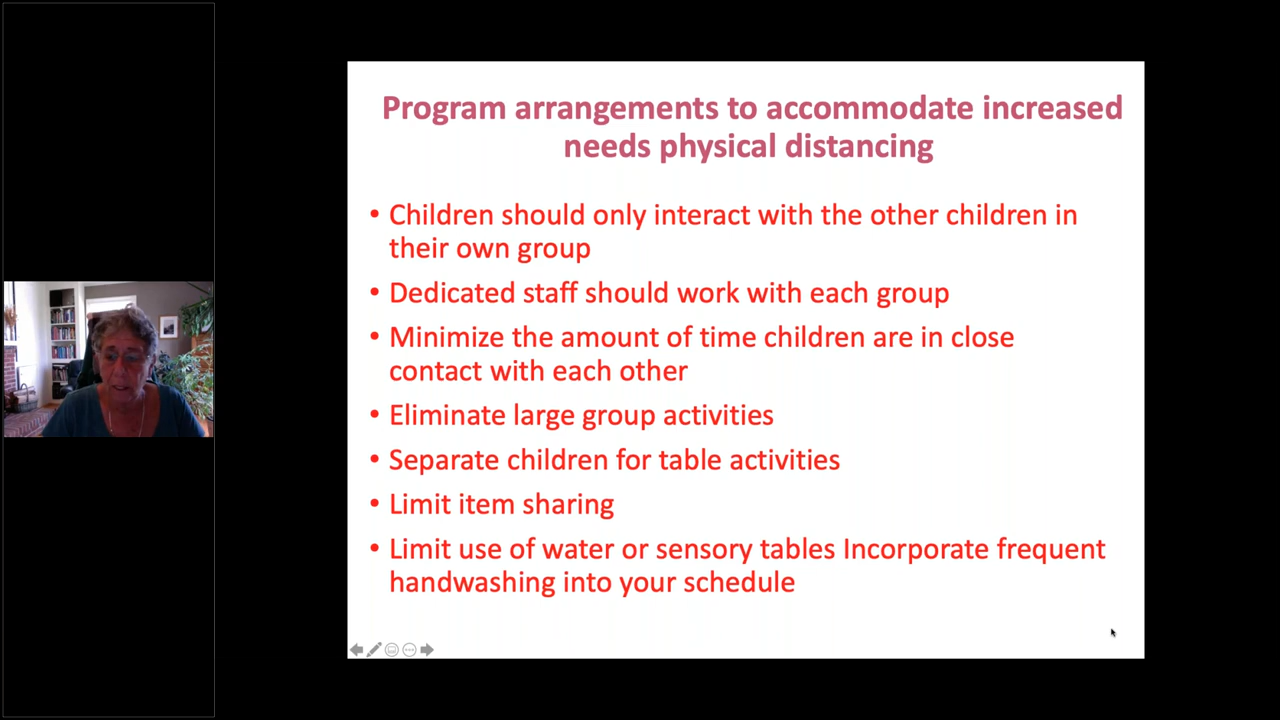 Program arrangements to accommodate increased
needs physical distancing
• Children should only interact with the other children in
their own group
• Dedicated staff should work with each group
• Minimize the amount of time children are in close
contact with each other
• Eliminate large group activities
• Separate children for table activities
• Limit item sharing
• Limit use of water or sensory tables Incorporate frequent
handwashing into your schedule